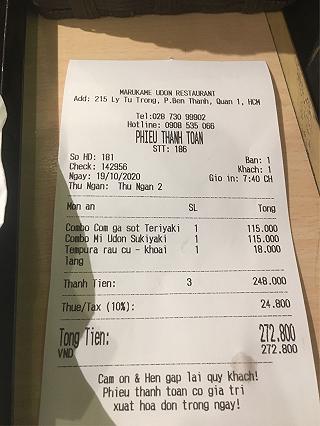 MARUKAME UDON RESTAURANT
Add: 215 Ly Tu Trong, P.Ben Thanh, Quan 1, HCM
Tel:028 730 99902
Hotline: 0908 535 066
PHIEU THANH TOAN
STT: 186
So HD: 181 Ban: 1
Check: 142956 Khach: 1
Ngay: 19/10/2020 Gio in: 7:40 CH
Thu Ngan: Thu Ngan 2
Mon an SL Tong
Combo Com ga sot Teriyaki 1 115.000
Combo Mi Udon Sukiyaki 1 115.000
Tempura rau cu - khoai 1 18.000
lang
Thanh Tien: 3 248.000
Thue/Tax (10%): 24.800
Tong Tien: 272.800
VND 272.800
Cam on & Hen gap lai quy khach!
Phieu thanh toan co gia tri
xuat hoa don trong ngay!